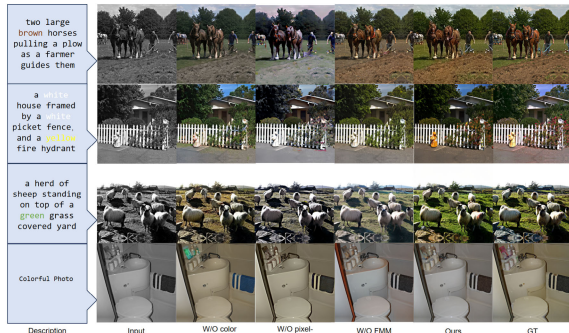 two large
brown horses
pulling a plow
as a farmer
guides them
a white
house framed
by a white
picket fence,
and a yellow
fire hydrant
a herd of
sheep standing
on top of a
green grass
covered yard
Colorful Photo
Description Input W/O color W/O pixel- W/O EMM Ours GT